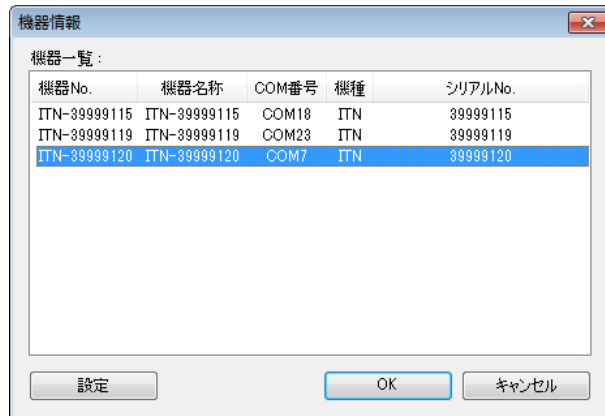 機器情報
機器一覧：
機器No. 機器名称 COM番号 機種 シリアルNo.
ITN-39999115 ITN-39999115 COM18 ITN 39999115
ITN-39999119 ITN-39999119 COM23 ITN 39999119
ITN-39999120 ITN-39999120 COM7 ITN 39999120
設定 OK キャンセル